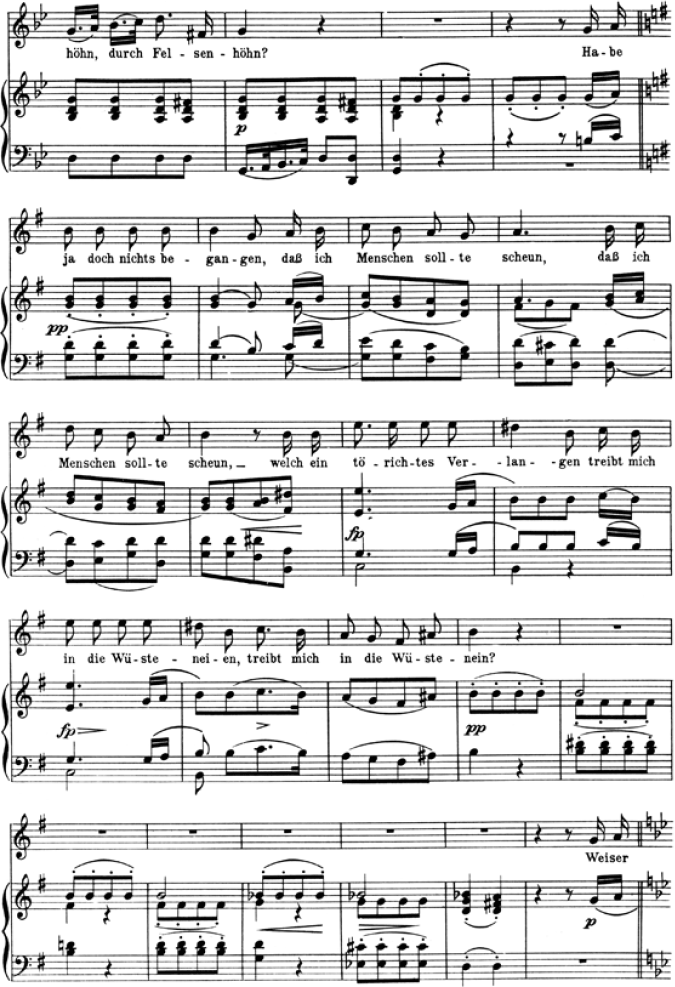 höhn, durch Fel - sen - höhn? Ha - be
p
ja doch nichts be - gan - gen, daß ich Menschen soll - te scheun, daß ich
pp
Menschen soll - te scheun, _ welch ein tö - rich - tes Ver - lan - gen treibt mich
fp
in die Wü - ste - nei - en, treibt mich in die Wü - ste - nein?
fp pp
Weiser
p